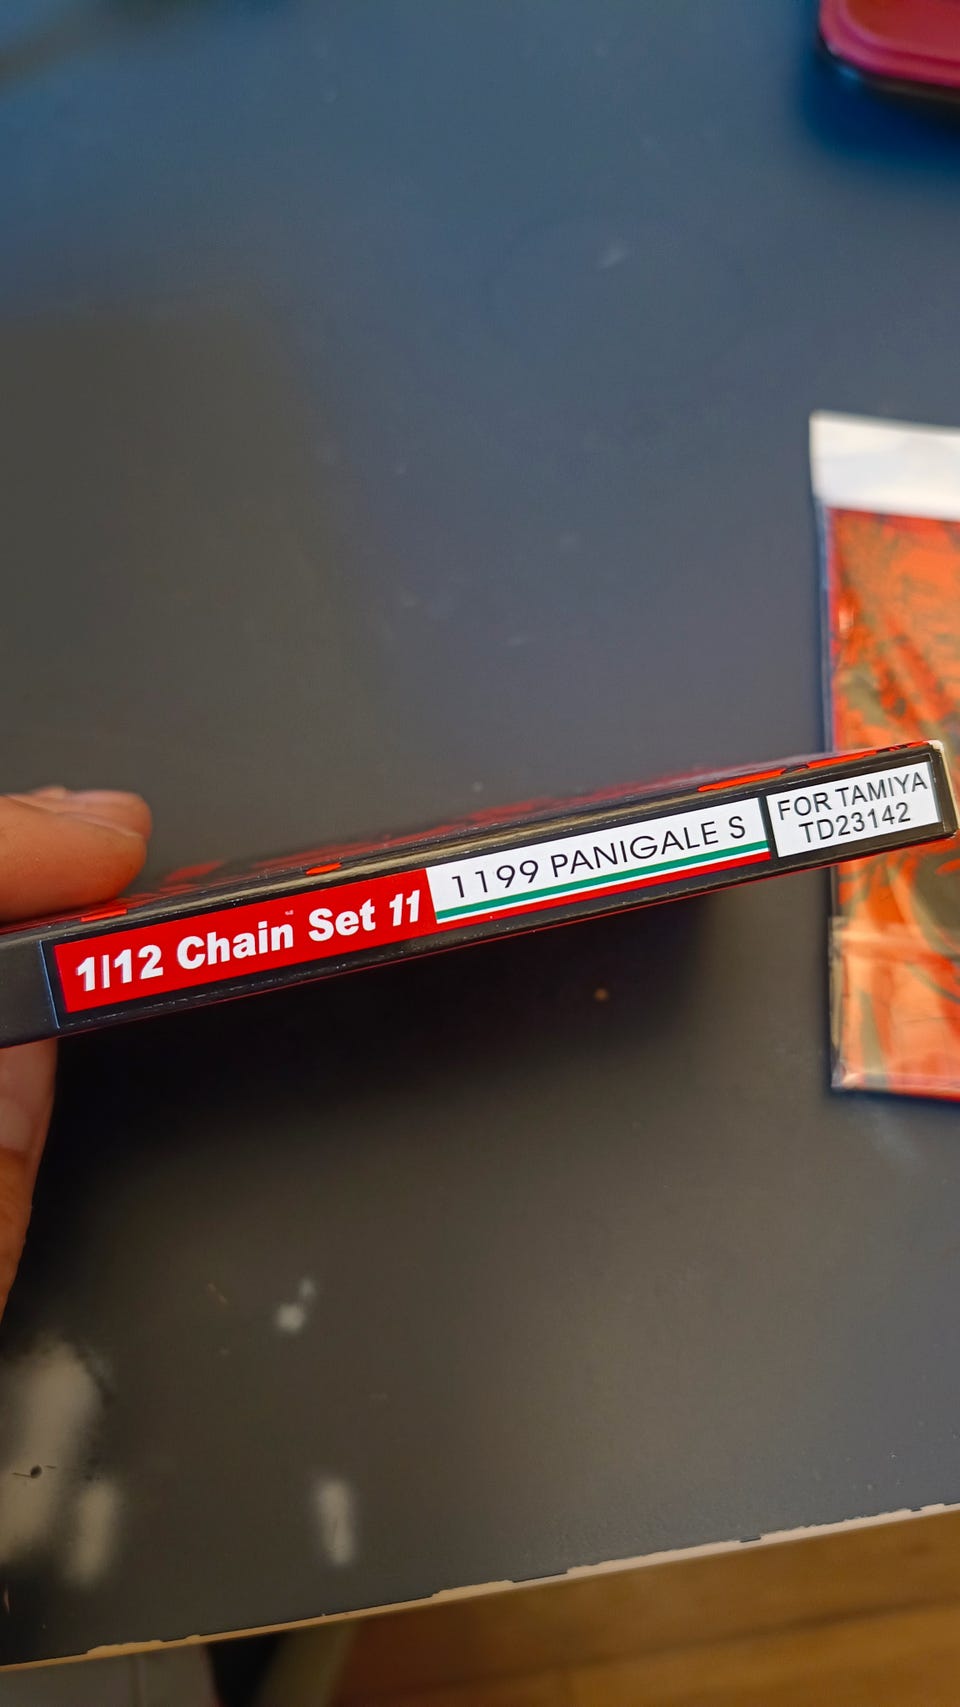 1/12 Chain Set 11
1199 PANIGALE S
FOR TAMIYA
TD23142